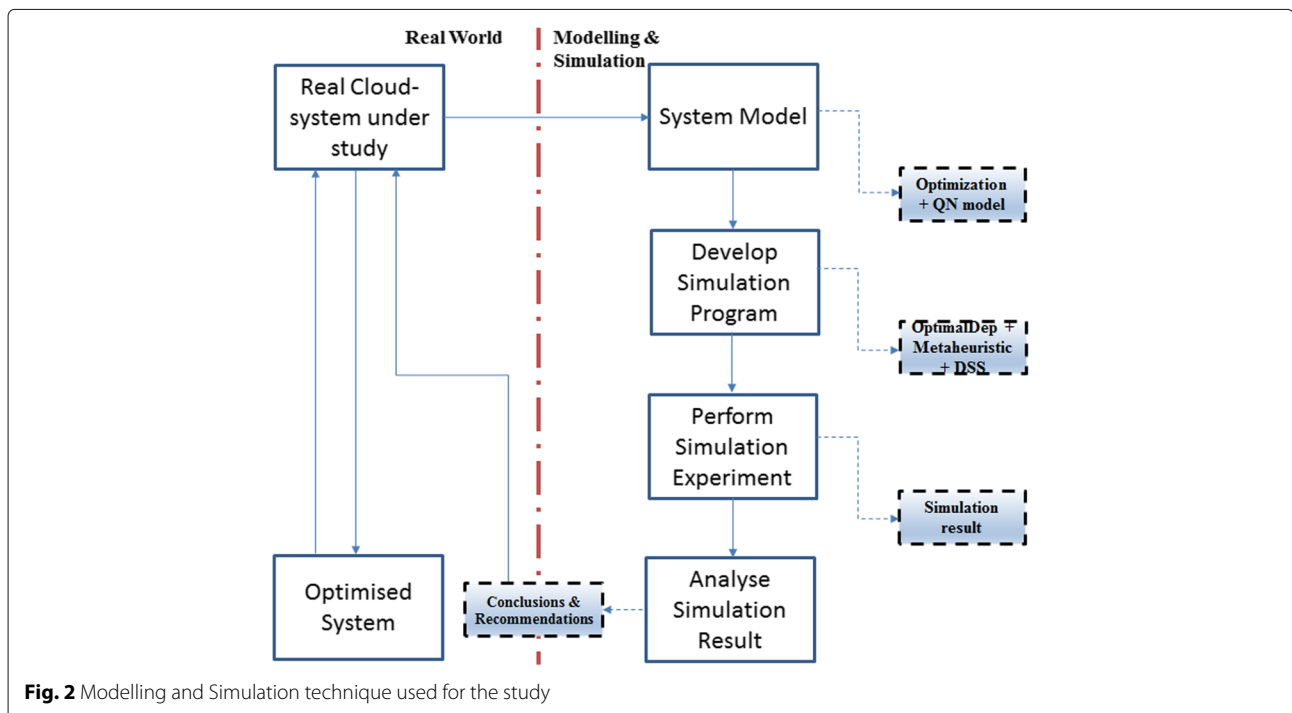 Real World
Modelling &
Simulation
Real Cloud-
system under
study
System Model
Optimization
+ QN model
Develop
Simulation
Program
OptimalDep +
Metaheuristic
+ DSS
Perform
Simulation
Experiment
Simulation
result
Optimised
System
Conclusions &
Recommendations
Analyse
Simulation
Result
Fig. 2 Modelling and Simulation technique used for the study